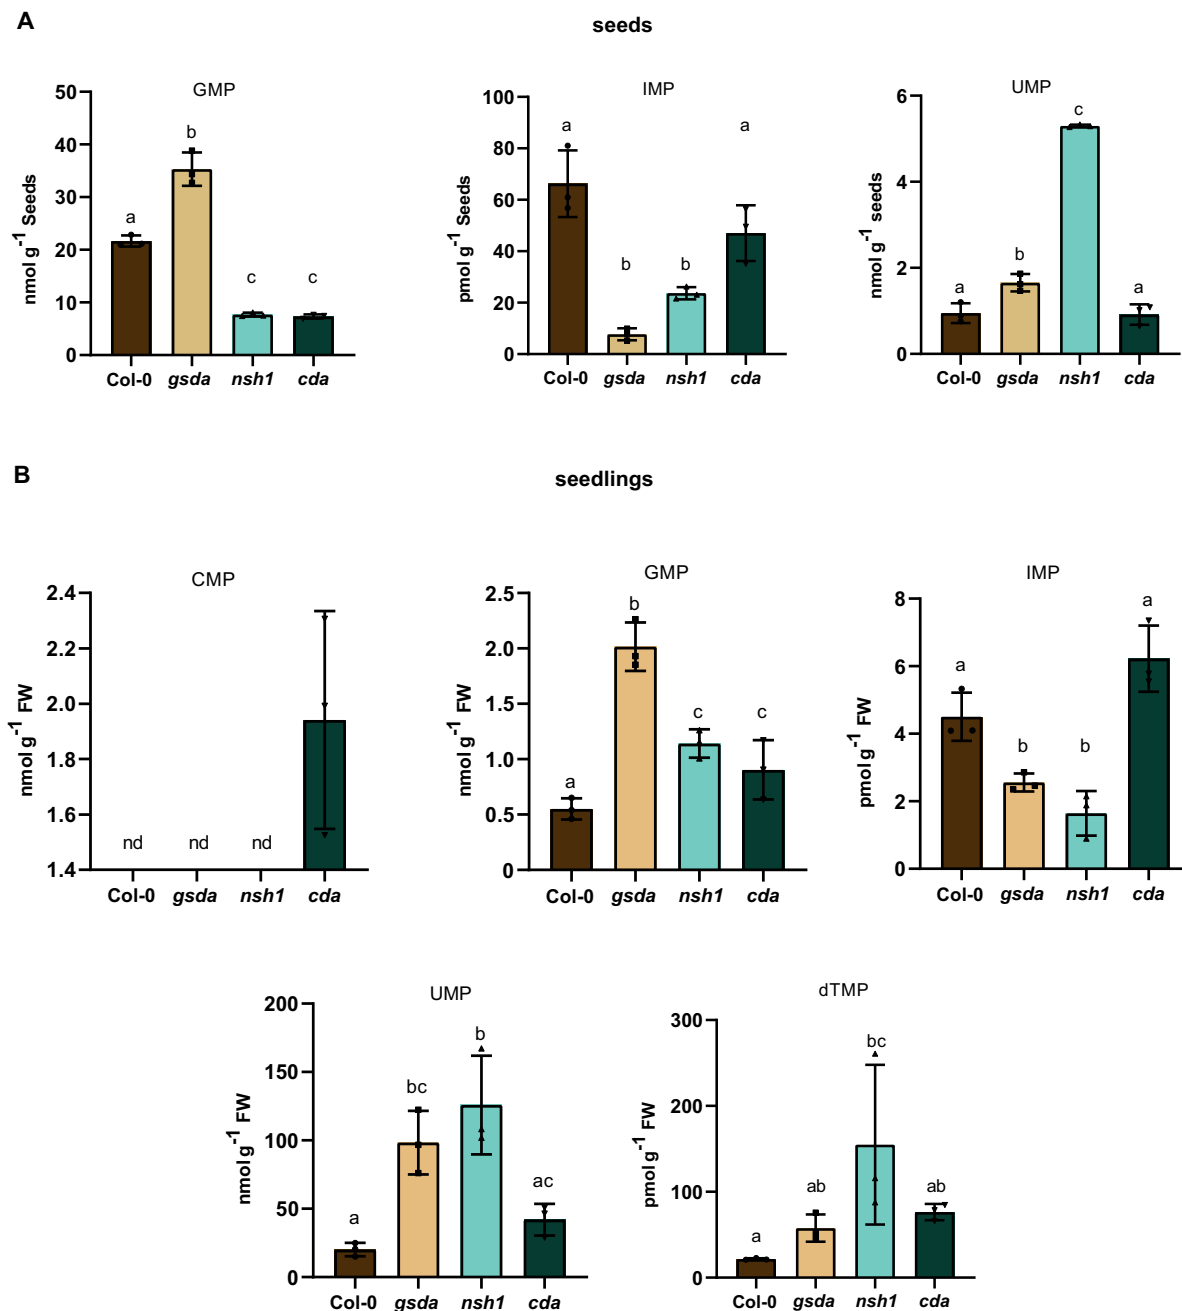 A
seeds
GMP
nmol g⁻¹ Seeds
50
40
30
20
10
0
a
b
c
c
Col-0 gsda nsh1 cda
IMP
pmol g⁻¹ Seeds
100
80
60
40
20
0
a
b
b
a
Col-0 gsda nsh1 cda
UMP
nmol g⁻¹ seeds
6
4
2
0
a
b
c
a
Col-0 gsda nsh1 cda
B
seedlings
CMP
nmol g⁻¹ FW
2.4
2.2
2.0
1.8
1.6
1.4
nd nd nd
Col-0 gsda nsh1 cda
GMP
nmol g⁻¹ FW
2.5
2.0
1.5
1.0
0.5
0
a
b
c
c
Col-0 gsda nsh1 cda
IMP
pmol g⁻¹ FW
8
6
4
2
0
a
b
b
a
Col-0 gsda nsh1 cda
UMP
nmol g⁻¹ FW
200
150
100
50
0
a
bc
b
ac
Col-0 gsda nsh1 cda
dTMP
pmol g⁻¹ FW
300
200
100
0
a
ab
bc
ab
Col-0 gsda nsh1 cda